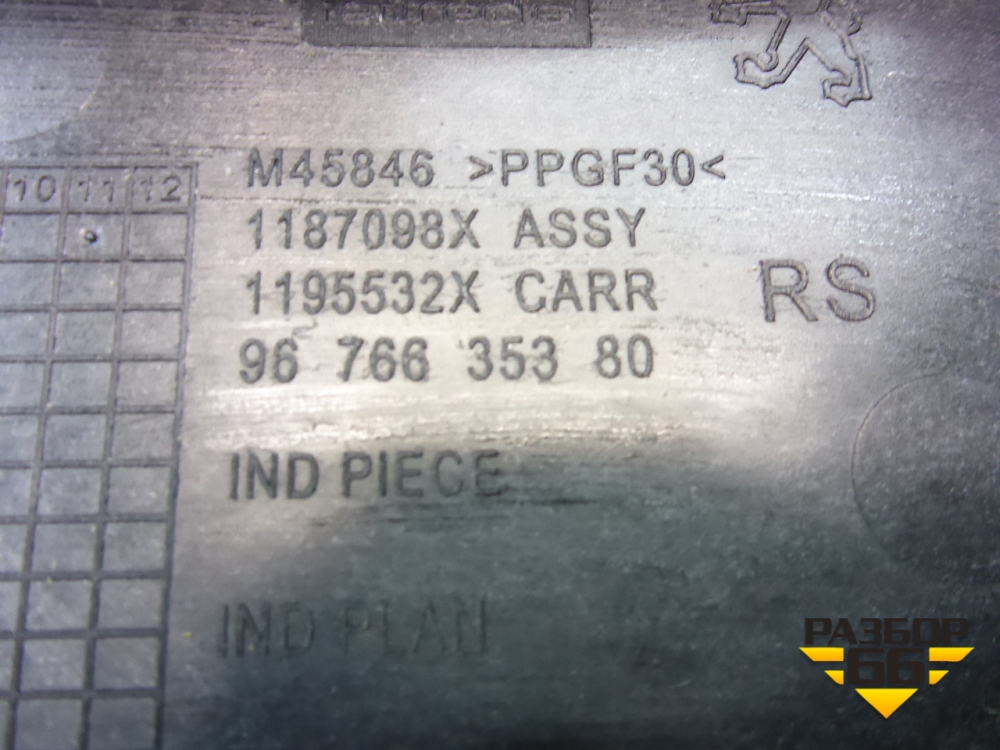 M45846 >PPGF30<
1187098X ASSY
1195532X CARR
RS
96 766 353 80
IND PIECE
IND PLAN
10 11 12
РАЗБОР
66